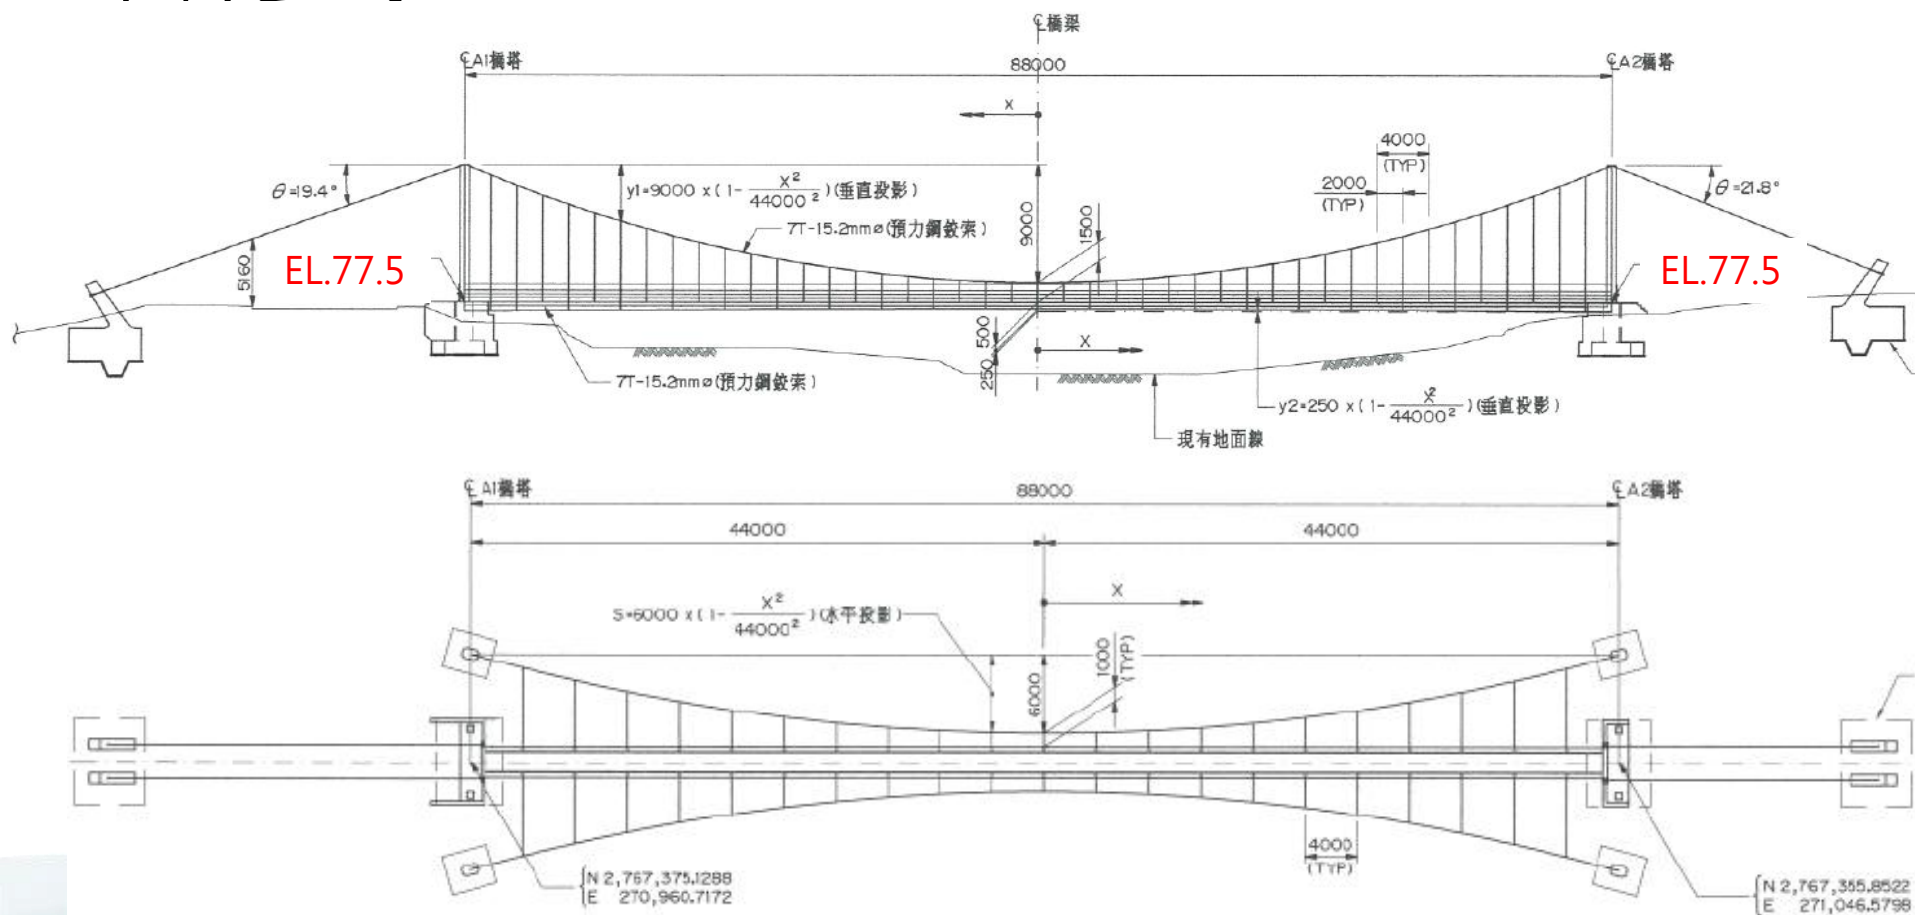 ℄橋梁
℄A1橋塔
88000
℄A2橋塔
X
4000
(TYP)
θ=19.4°
y1=9000 x(1-X²/44000²)(垂直投影)
2000
(TYP)
θ=21.8°
7T-15.2mmø(預力鋼鉸索)
9000
1500
5160
EL.77.5
EL.77.5
500
250
X
7T-15.2mmø(預力鋼鉸索)
y2=250 x(1-X²/44000²)(垂直投影)
現有地面線
℄A1橋塔
88000
℄A2橋塔
44000
44000
X
S=6000 x(1-X²/44000²)(水平投影)
6000
1000
(TYP)
4000
(TYP)
N 2,767,375.1288
E 270,960.7172
N 2,767,355.8522
E 271,046.5798